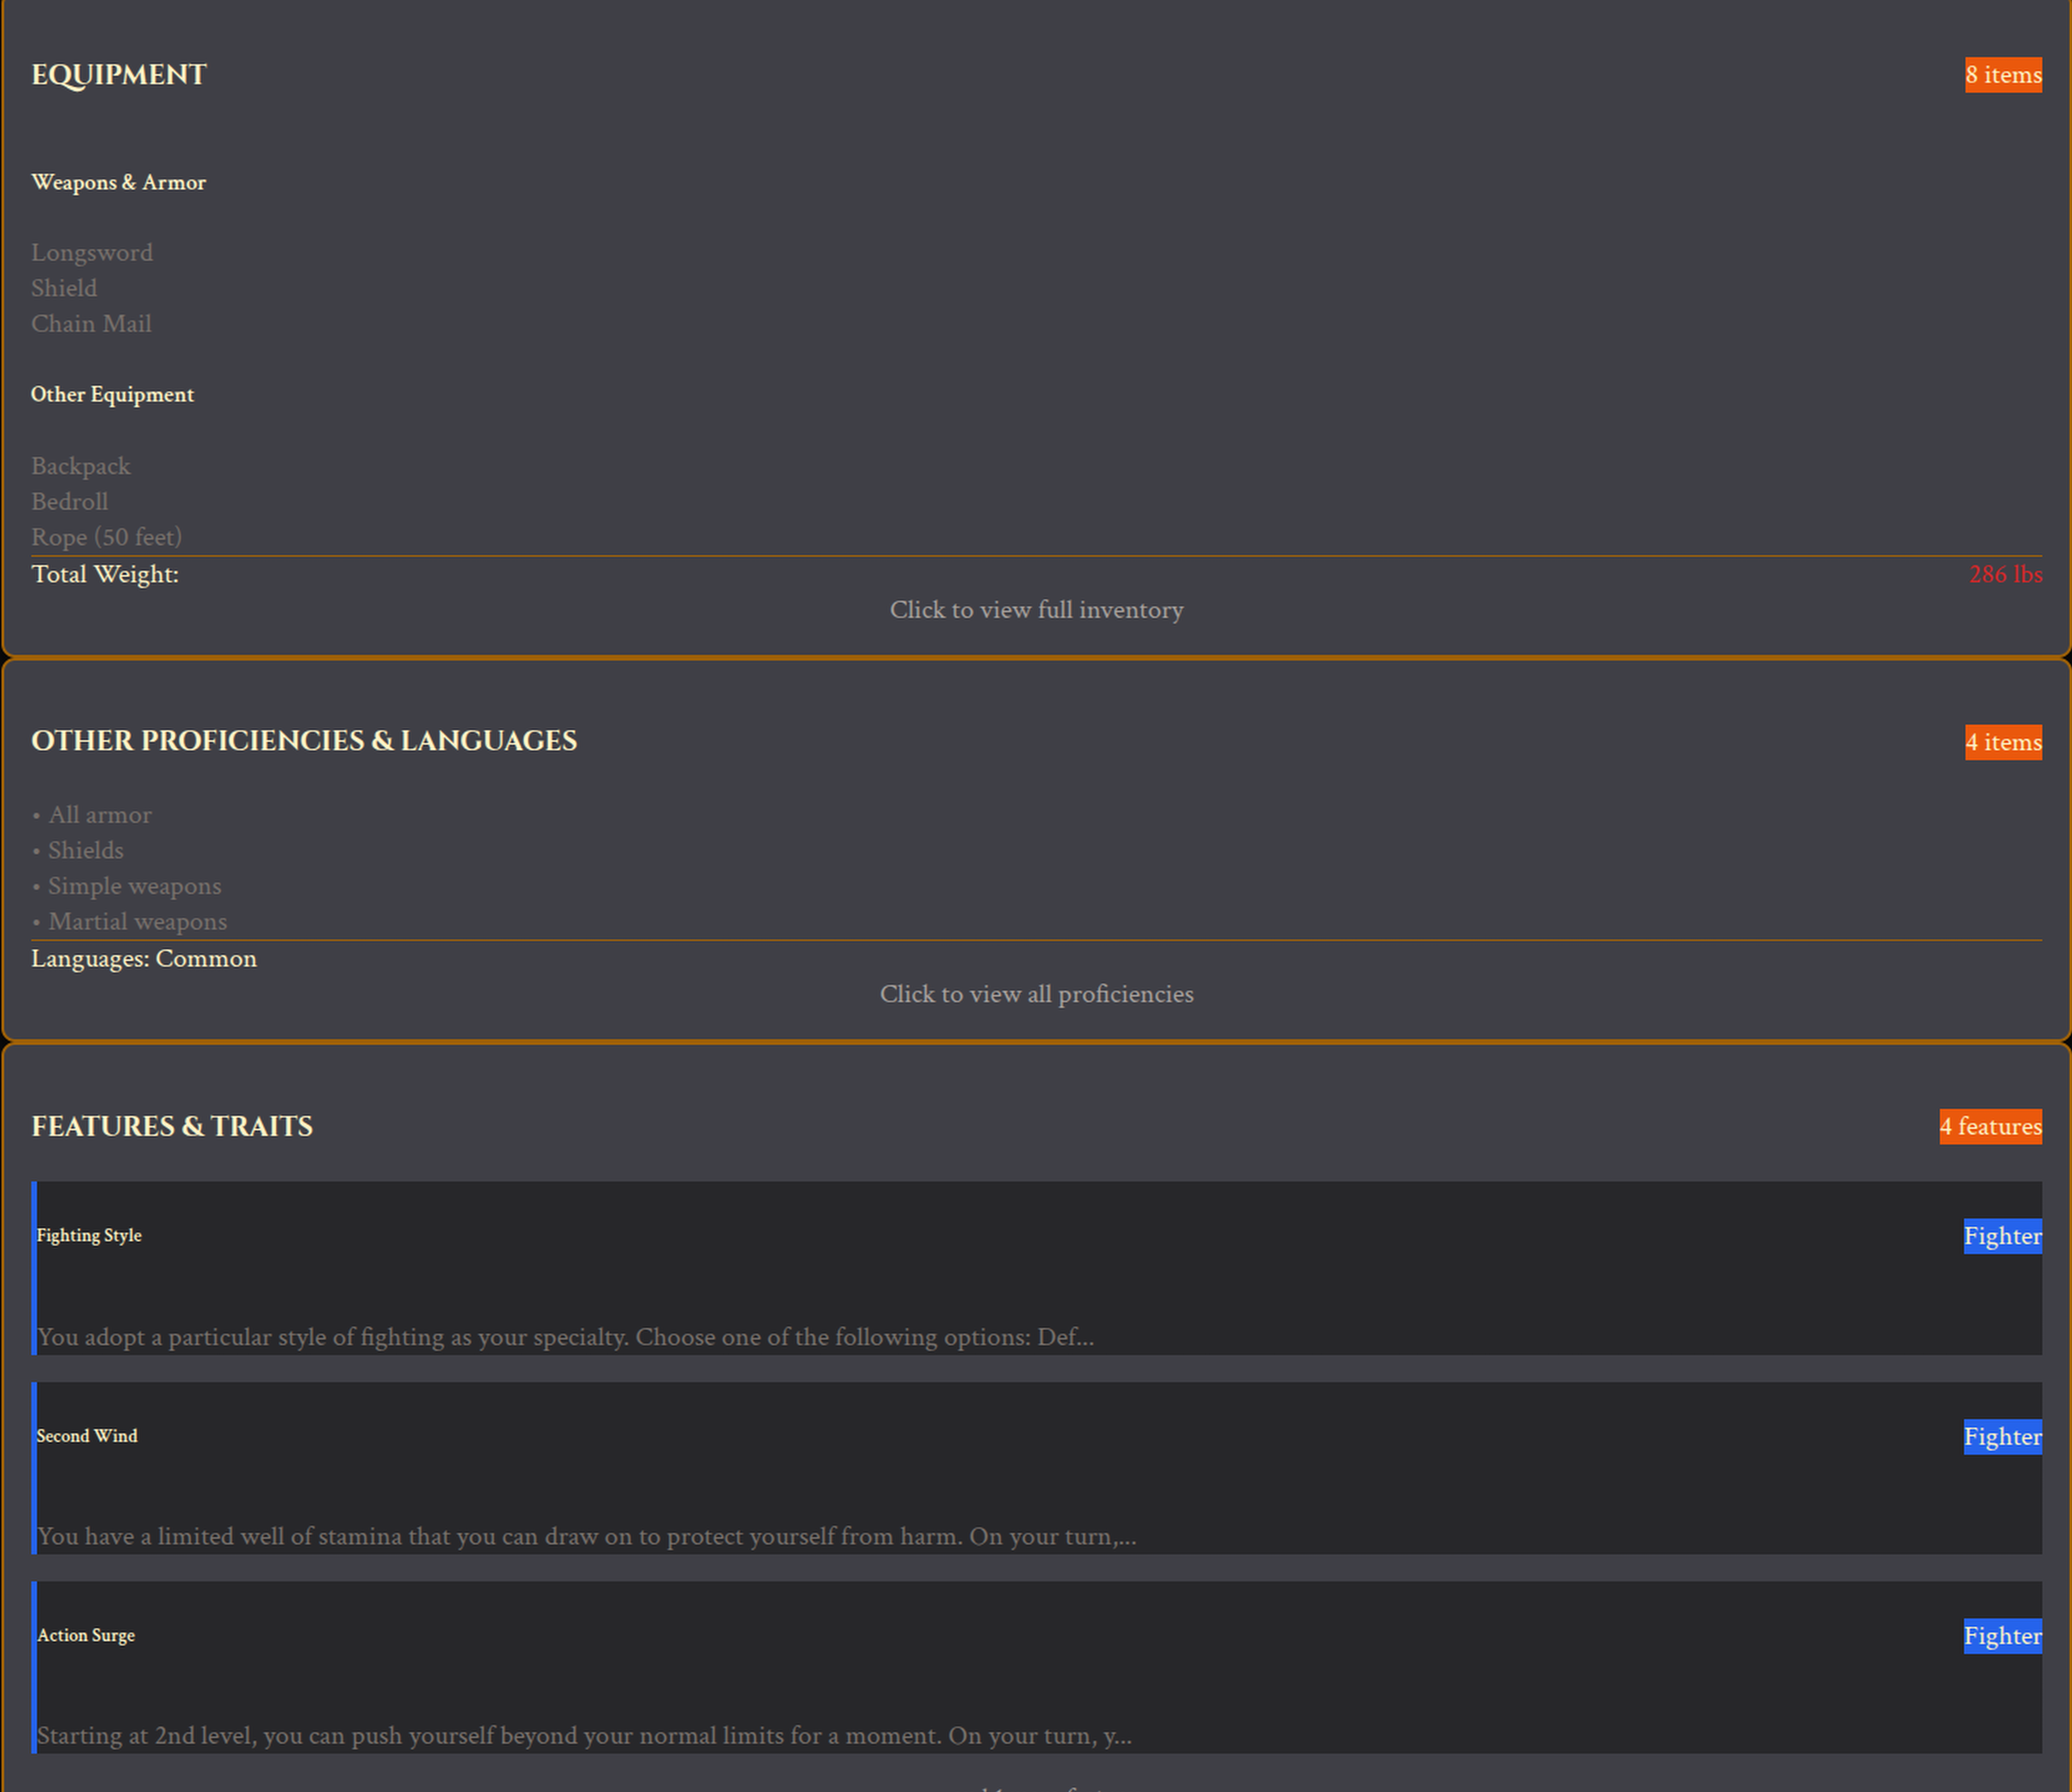 EQUIPMENT
8 items
Weapons & Armor
Longsword
Shield
Chain Mail
Other Equipment
Backpack
Bedroll
Rope (50 feet)
Total Weight:
286 lbs
Click to view full inventory
OTHER PROFICIENCIES & LANGUAGES
4 items
• All armor
• Shields
• Simple weapons
• Martial weapons
Languages: Common
Click to view all proficiencies
FEATURES & TRAITS
4 features
Fighting Style
Fighter
You adopt a particular style of fighting as your specialty. Choose one of the following options: Def...
Second Wind
Fighter
You have a limited well of stamina that you can draw on to protect yourself from harm. On your turn,...
Action Surge
Fighter
Starting at 2nd level, you can push yourself beyond your normal limits for a moment. On your turn, y...